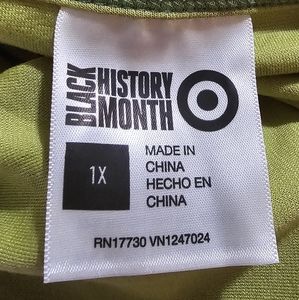 BLACK
HISTORY
MONTH
1X
MADE IN
CHINA
HECHO EN
CHINA
RN17730 VN1247024